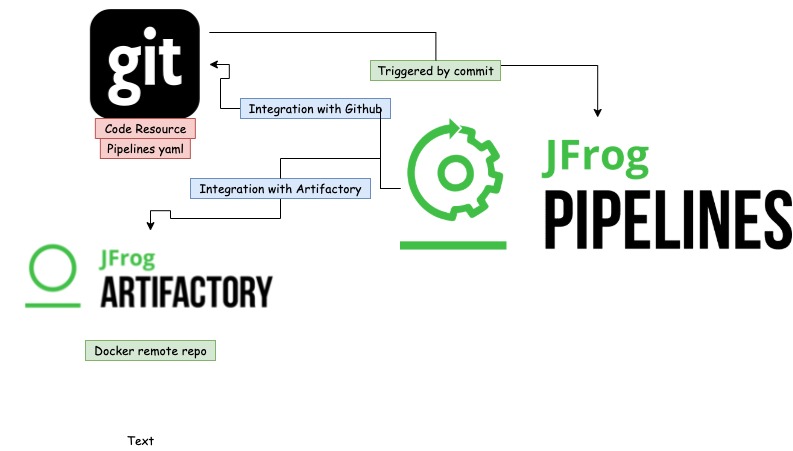 git
Triggered by commit
Integration with Github
Code Resource
Pipelines yaml
JFrog
PIPELINES
Integration with Artifactory
JFrog
ARTIFACTORY
Docker remote repo
Text